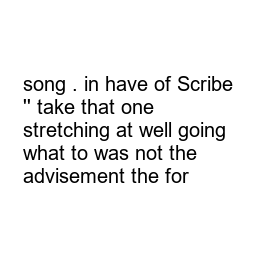 song . in have of Scribe
" take that one
stretching at well going
what to was not the
advisement the for